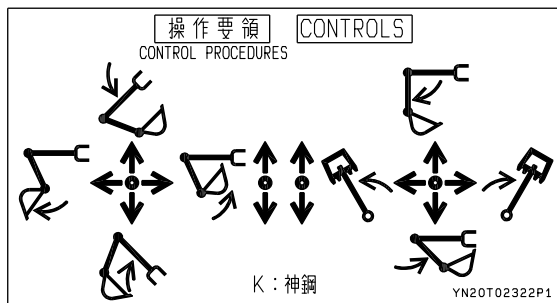 操作要領 CONTROLS
CONTROL PROCEDURES
K：神鋼
YN20T02322P1